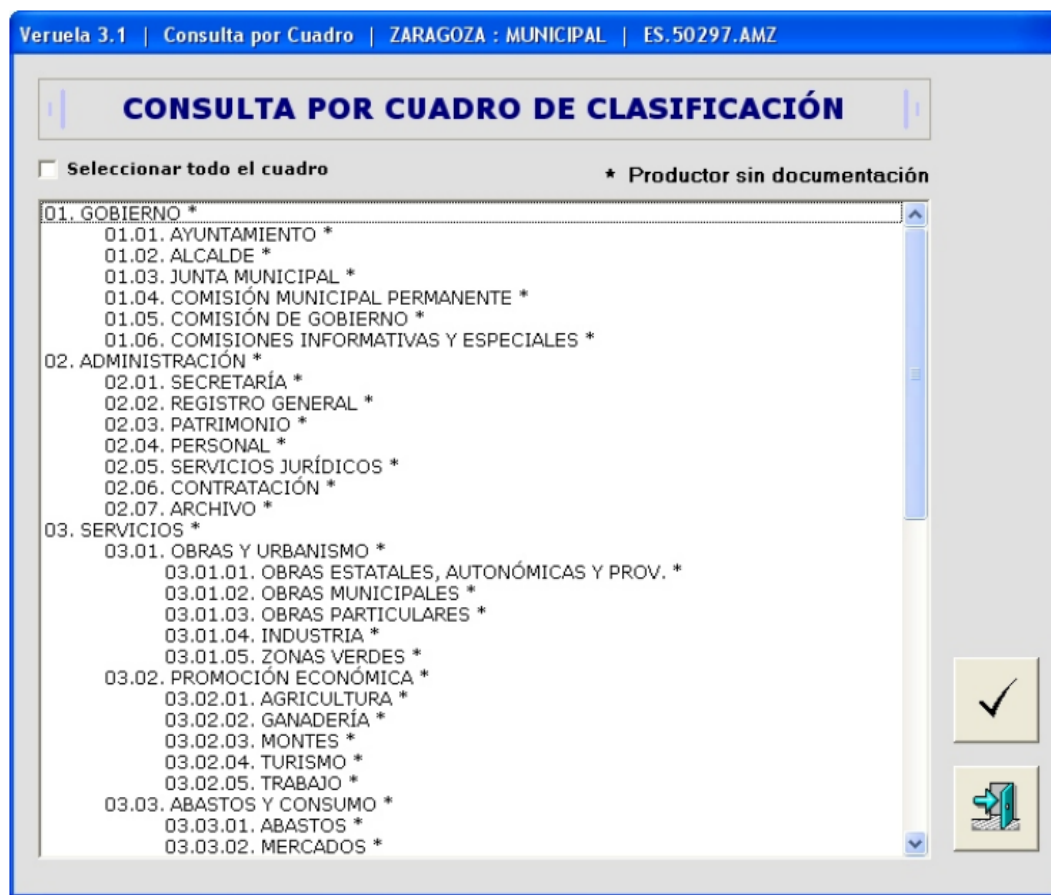 Veruela 3.1 | Consulta por Cuadro | ZARAGOZA : MUNICIPAL | ES.50297.AMZ
CONSULTA POR CUADRO DE CLASIFICACIÓN
Seleccionar todo el cuadro
* Productor sin documentación
01. GOBIERNO *
01.01. AYUNTAMIENTO *
01.02. ALCALDE *
01.03. JUNTA MUNICIPAL *
01.04. COMISIÓN MUNICIPAL PERMANENTE *
01.05. COMISIÓN DE GOBIERNO *
01.06. COMISIONES INFORMATIVAS Y ESPECIALES *
02. ADMINISTRACIÓN *
02.01. SECRETARÍA *
02.02. REGISTRO GENERAL *
02.03. PATRIMONIO *
02.04. PERSONAL *
02.05. SERVICIOS JURÍDICOS *
02.06. CONTRATACIÓN *
02.07. ARCHIVO *
03. SERVICIOS *
03.01. OBRAS Y URBANISMO *
03.01.01. OBRAS ESTATALES, AUTONÓMICAS Y PROV. *
03.01.02. OBRAS MUNICIPALES *
03.01.03. OBRAS PARTICULARES *
03.01.04. INDUSTRIA *
03.01.05. ZONAS VERDES *
03.02. PROMOCIÓN ECONÓMICA *
03.02.01. AGRICULTURA *
03.02.02. GANADERÍA *
03.02.03. MONTES *
03.02.04. TURISMO *
03.02.05. TRABAJO *
03.03. ABASTOS Y CONSUMO *
03.03.01. ABASTOS *
03.03.02. MERCADOS *